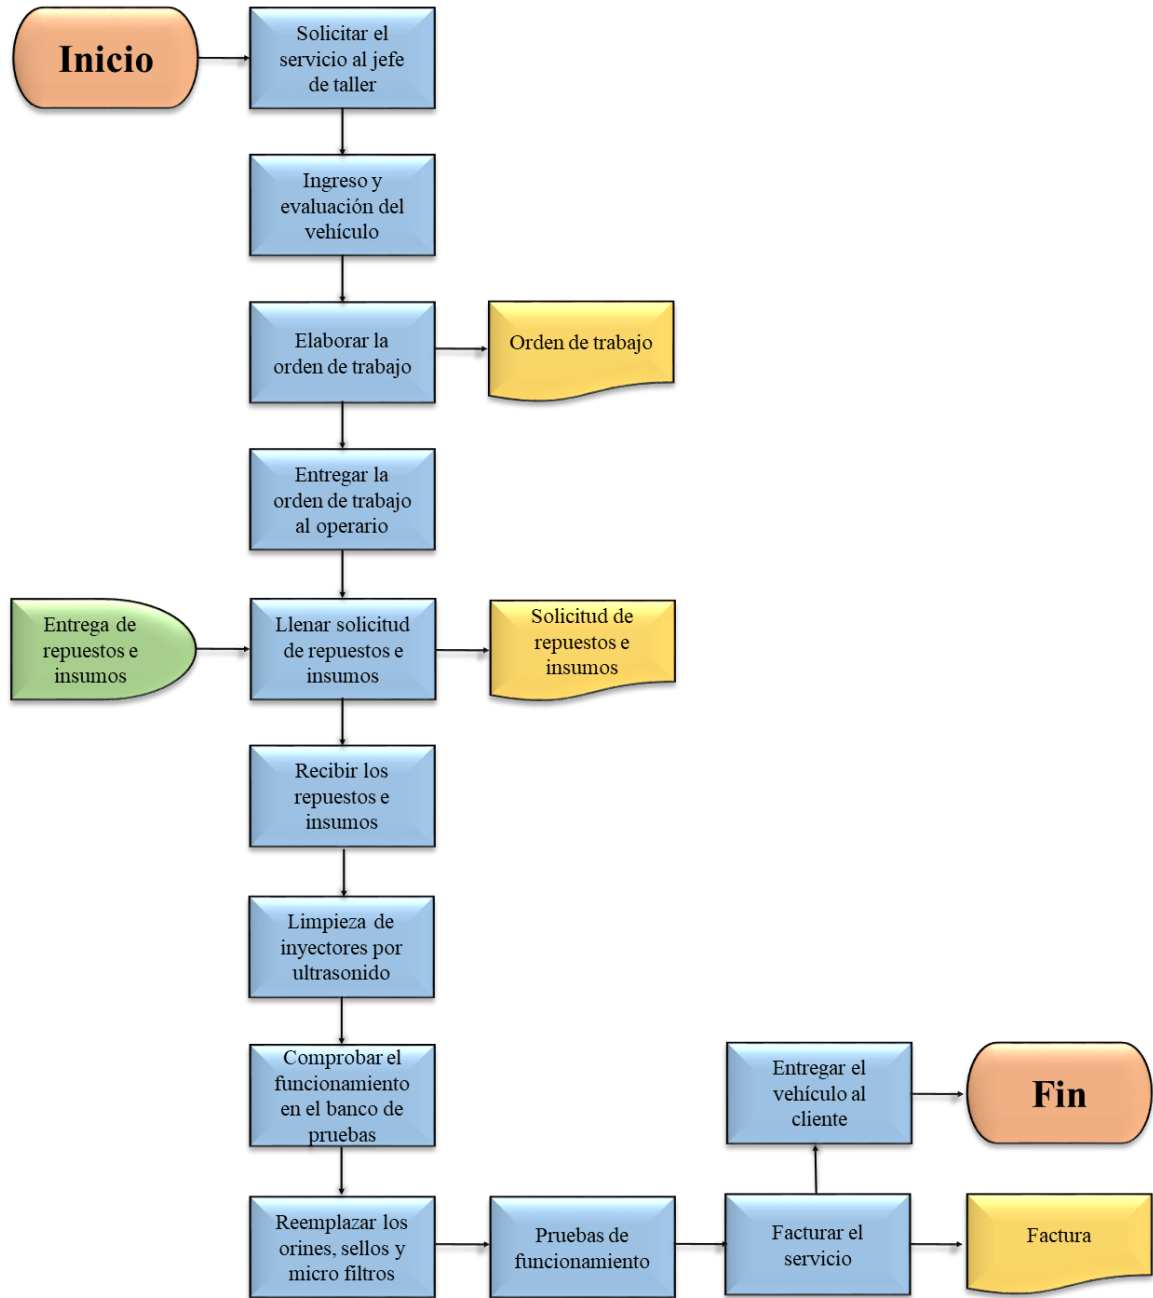 Inicio
Solicitar el
servicio al jefe
de taller
Ingreso y
evaluación del
vehículo
Elaborar la
orden de trabajo
Orden de trabajo
Entregar la
orden de trabajo
al operario
Entrega de
repuestos e
insumos
Llenar solicitud
de repuestos e
insumos
Solicitud de
repuestos e
insumos
Recibir los
repuestos e
insumos
Limpieza de
inyectores por
ultrasonido
Comprobar el
funcionamiento
en el banco de
pruebas
Reemplazar los
orines, sellos y
micro filtros
Pruebas de
funcionamiento
Facturar el
servicio
Factura
Entregar el
vehículo al
cliente
Fin